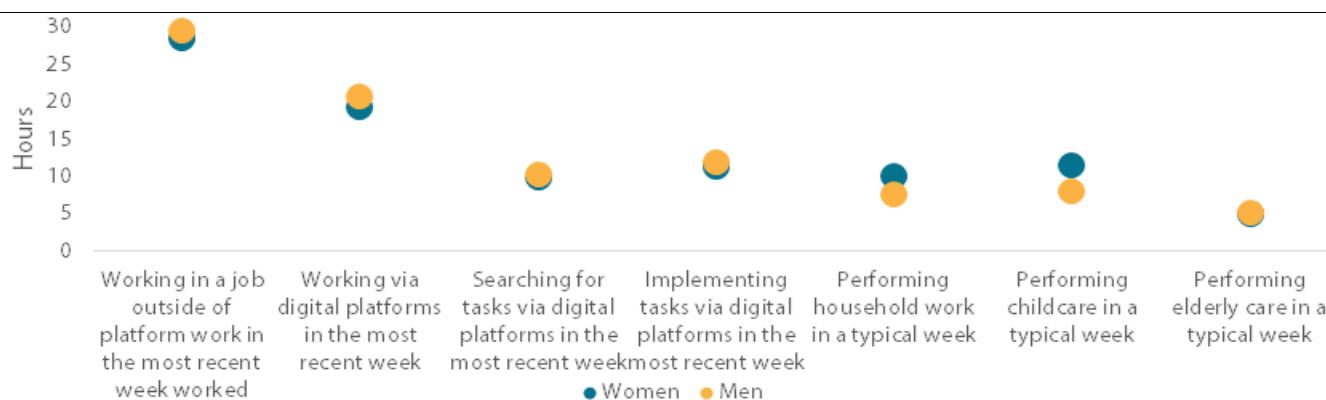 30
25
20
15
10
5
0
Hours
Working in a job
outside of
platform work in
the most recent
week worked
Working via
digital platforms
in the most
recent week
Searching for
tasks via digital
platforms in the
most recent week
Implementing
tasks via digital
platforms in the
most recent week
Performing
household work
in a typical week
Performing
childcare in a
typical week
Performing
elderly care in a
typical week
Women Men